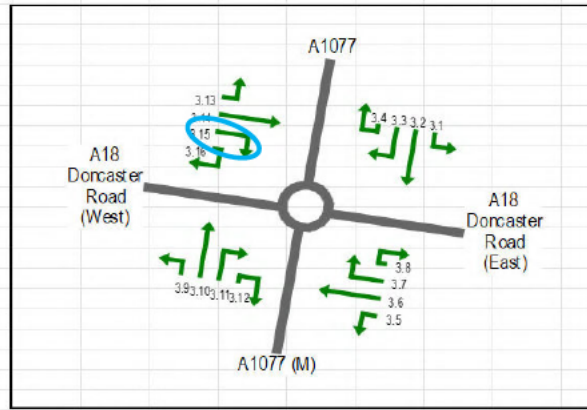 A1077
3.13
3.14
3.15
3.16
3.4 3.3 3.2 3.1
A18
Doncaster
Road
(West)
A18
Doncaster
Road
(East)
3.8
3.7
3.6
3.5
3.9 3.10 3.11 3.12
A1077 (M)